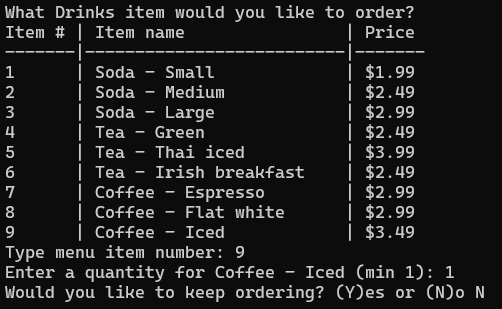 What Drinks item would you like to order?
Item # | Item name                 | Price
-------|--------------------------|-------
1      | Soda - Small             | $1.99
2      | Soda - Medium            | $2.49
3      | Soda - Large             | $2.99
4      | Tea - Green              | $2.49
5      | Tea - Thai iced          | $3.99
6      | Tea - Irish breakfast    | $2.49
7      | Coffee - Espresso        | $2.99
8      | Coffee - Flat white      | $2.99
9      | Coffee - Iced            | $3.49
Type menu item number: 9
Enter a quantity for Coffee - Iced (min 1): 1
Would you like to keep ordering? (Y)es or (N)o N